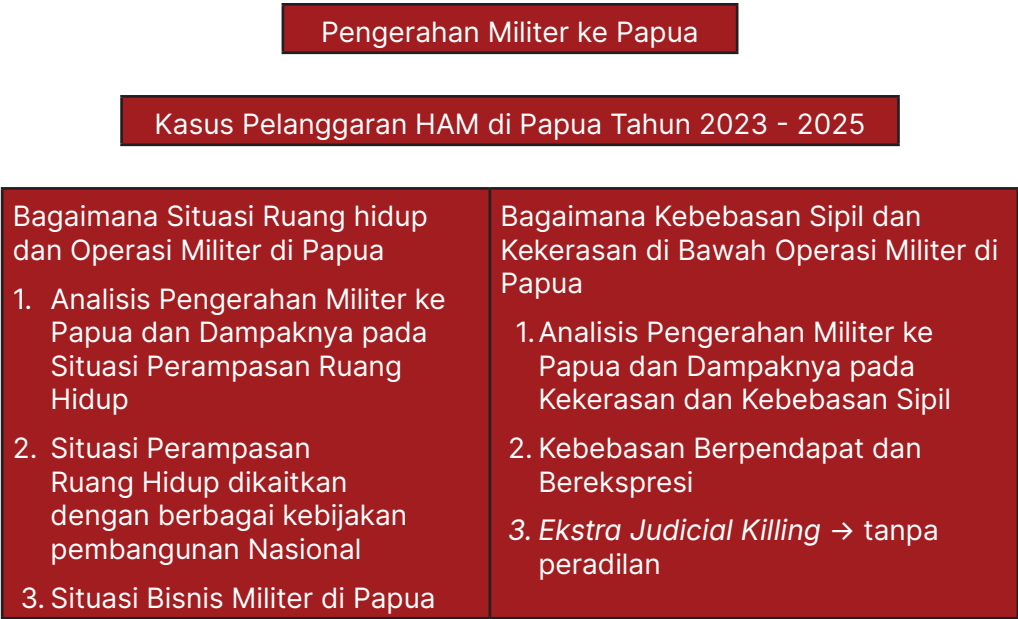 Pengerahan Militer ke Papua
Kasus Pelanggaran HAM di Papua Tahun 2023 - 2025
Bagaimana Situasi Ruang hidup
dan Operasi Militer di Papua
1. Analisis Pengerahan Militer ke
Papua dan Dampaknya pada
Situasi Perampasan Ruang
Hidup
2. Situasi Perampasan
Ruang Hidup dikaitkan
dengan berbagai kebijakan
pembangunan Nasional
3. Situasi Bisnis Militer di Papua
Bagaimana Kebebasan Sipil dan
Kekerasan di Bawah Operasi Militer di
Papua
1. Analisis Pengerahan Militer ke
Papua dan Dampaknya pada
Kekerasan dan Kebebasan Sipil
2. Kebebasan Berpendapat dan
Berekspresi
3. Ekstra Judicial Killing → tanpa
peradilan